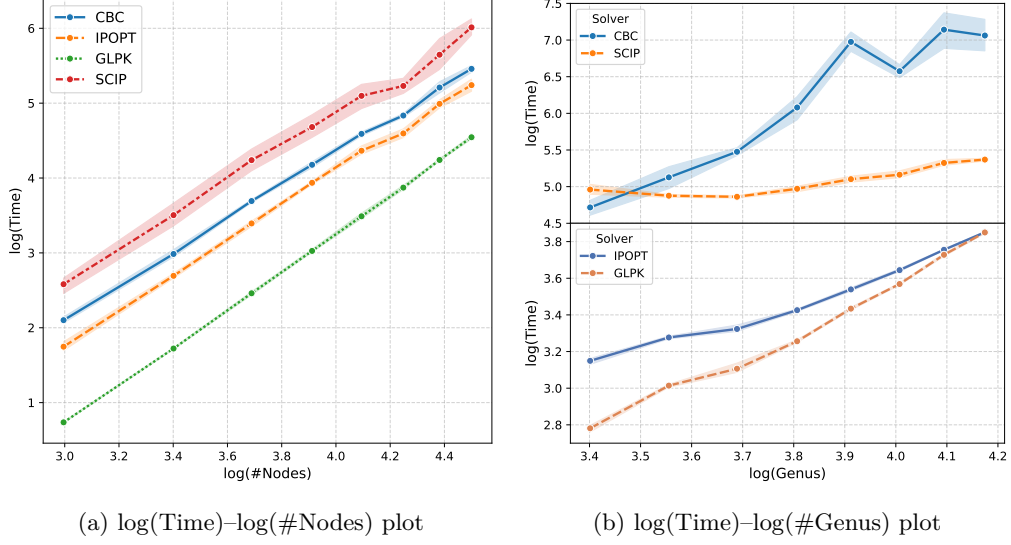 CBC
IPOPT
GLPK
SCIP
6
5
4
3
2
1
log(Time)
3.0 3.2 3.4 3.6 3.8 4.0 4.2 4.4
log(#Nodes)
(a) log(Time)–log(#Nodes) plot
7.5
7.0
6.5
6.0
5.5
5.0
4.5
log(Time)
Solver
CBC
SCIP
3.8
3.6
3.4
3.2
3.0
2.8
log(Time)
Solver
IPOPT
GLPK
3.4 3.5 3.6 3.7 3.8 3.9 4.0 4.1 4.2
log(Genus)
(b) log(Time)–log(#Genus) plot